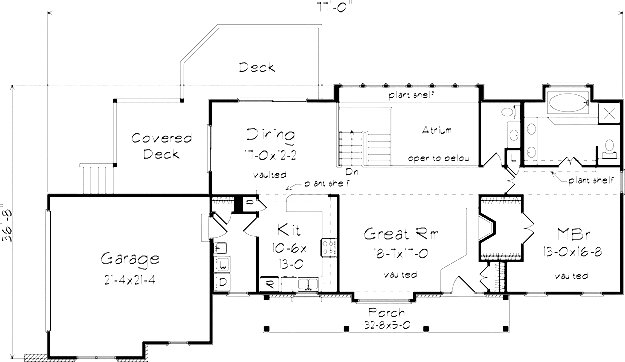 77'-0"
Deck
plant shelf
Covered
Deck
Dining
17-0x12-2
vaulted
Atrium
open to below
Dn
plant shelf
plant shelf
36'-8"
Garage
21-4x21-4
Kit
10-6x
13-0
Great Rm
18-7x17-0
vaulted
MBr
13-0x16-8
vaulted
D
R
Porch
32-8x5-0